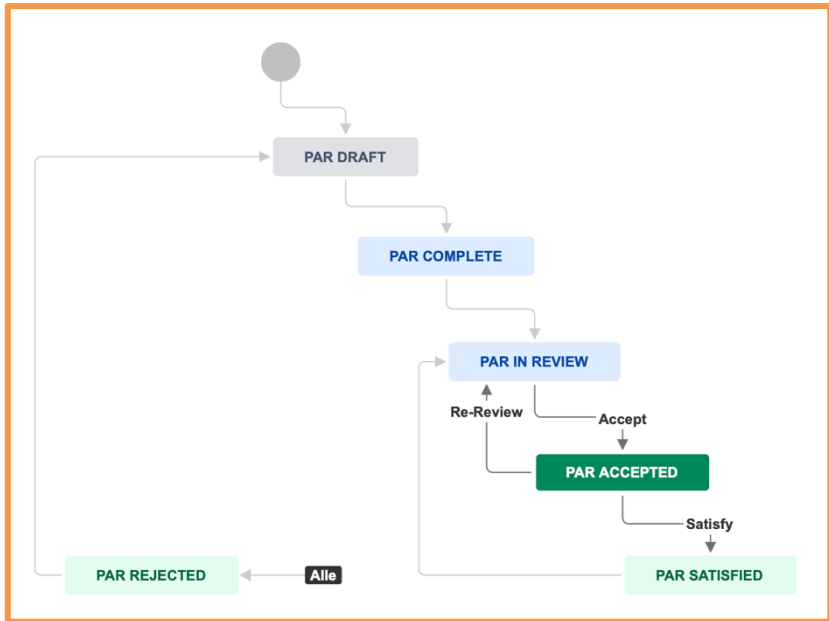 PAR DRAFT
PAR COMPLETE
PAR IN REVIEW
Re-Review
Accept
PAR ACCEPTED
Satisfy
PAR REJECTED
Alle
PAR SATISFIED